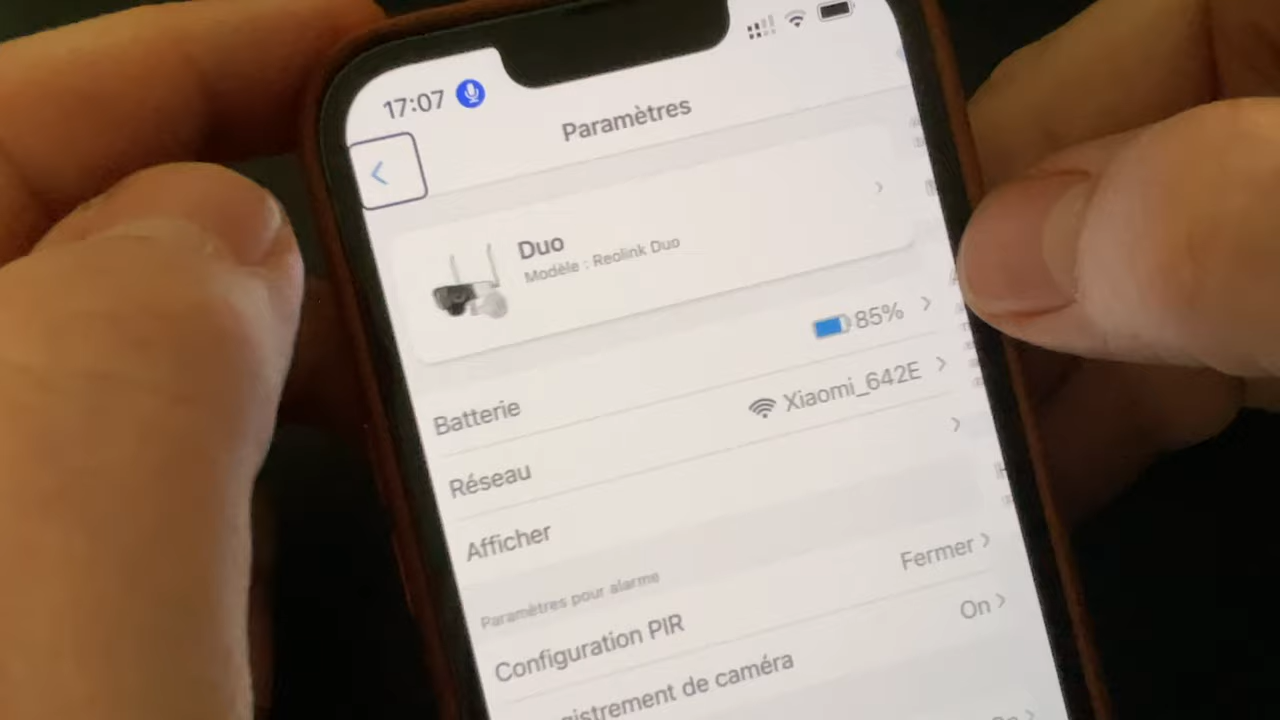 17:07
Paramètres
Duo
Modèle : Reolink Duo
Batterie 85%
Réseau Xiaomi_642E
Afficher
Paramètres pour alarme
Configuration PIR Fermer
istrement de caméra On